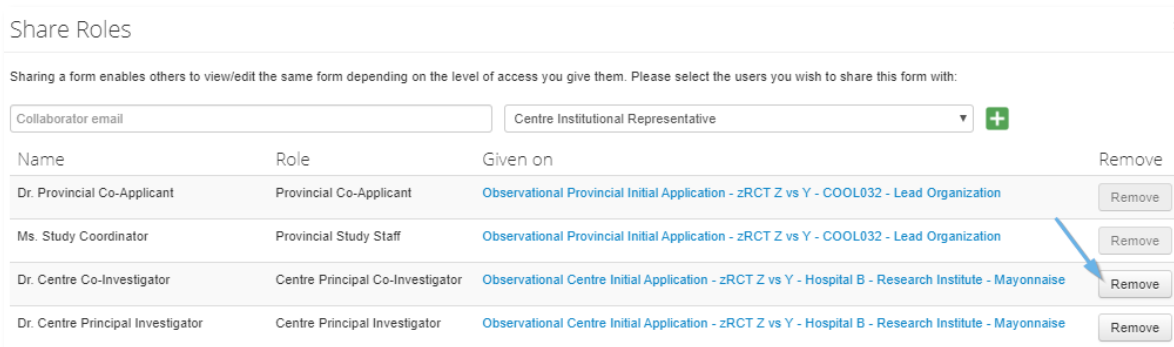 Share Roles
Sharing a form enables others to view/edit the same form depending on the level of access you give them. Please select the users you wish to share this form with:
Collaborator email Centre Institutional Representative
Name Role Given on Remove
Dr. Provincial Co-Applicant Provincial Co-Applicant Observational Provincial Initial Application - zRCT Z vs Y - COOL032 - Lead Organization Remove
Ms. Study Coordinator Provincial Study Staff Observational Provincial Initial Application - zRCT Z vs Y - COOL032 - Lead Organization Remove
Dr. Centre Co-Investigator Centre Principal Co-Investigator Observational Centre Initial Application - zRCT Z vs Y - Hospital B - Research Institute - Mayonnaise Remove
Dr. Centre Principal Investigator Centre Principal Investigator Observational Centre Initial Application - zRCT Z vs Y - Hospital B - Research Institute - Mayonnaise Remove